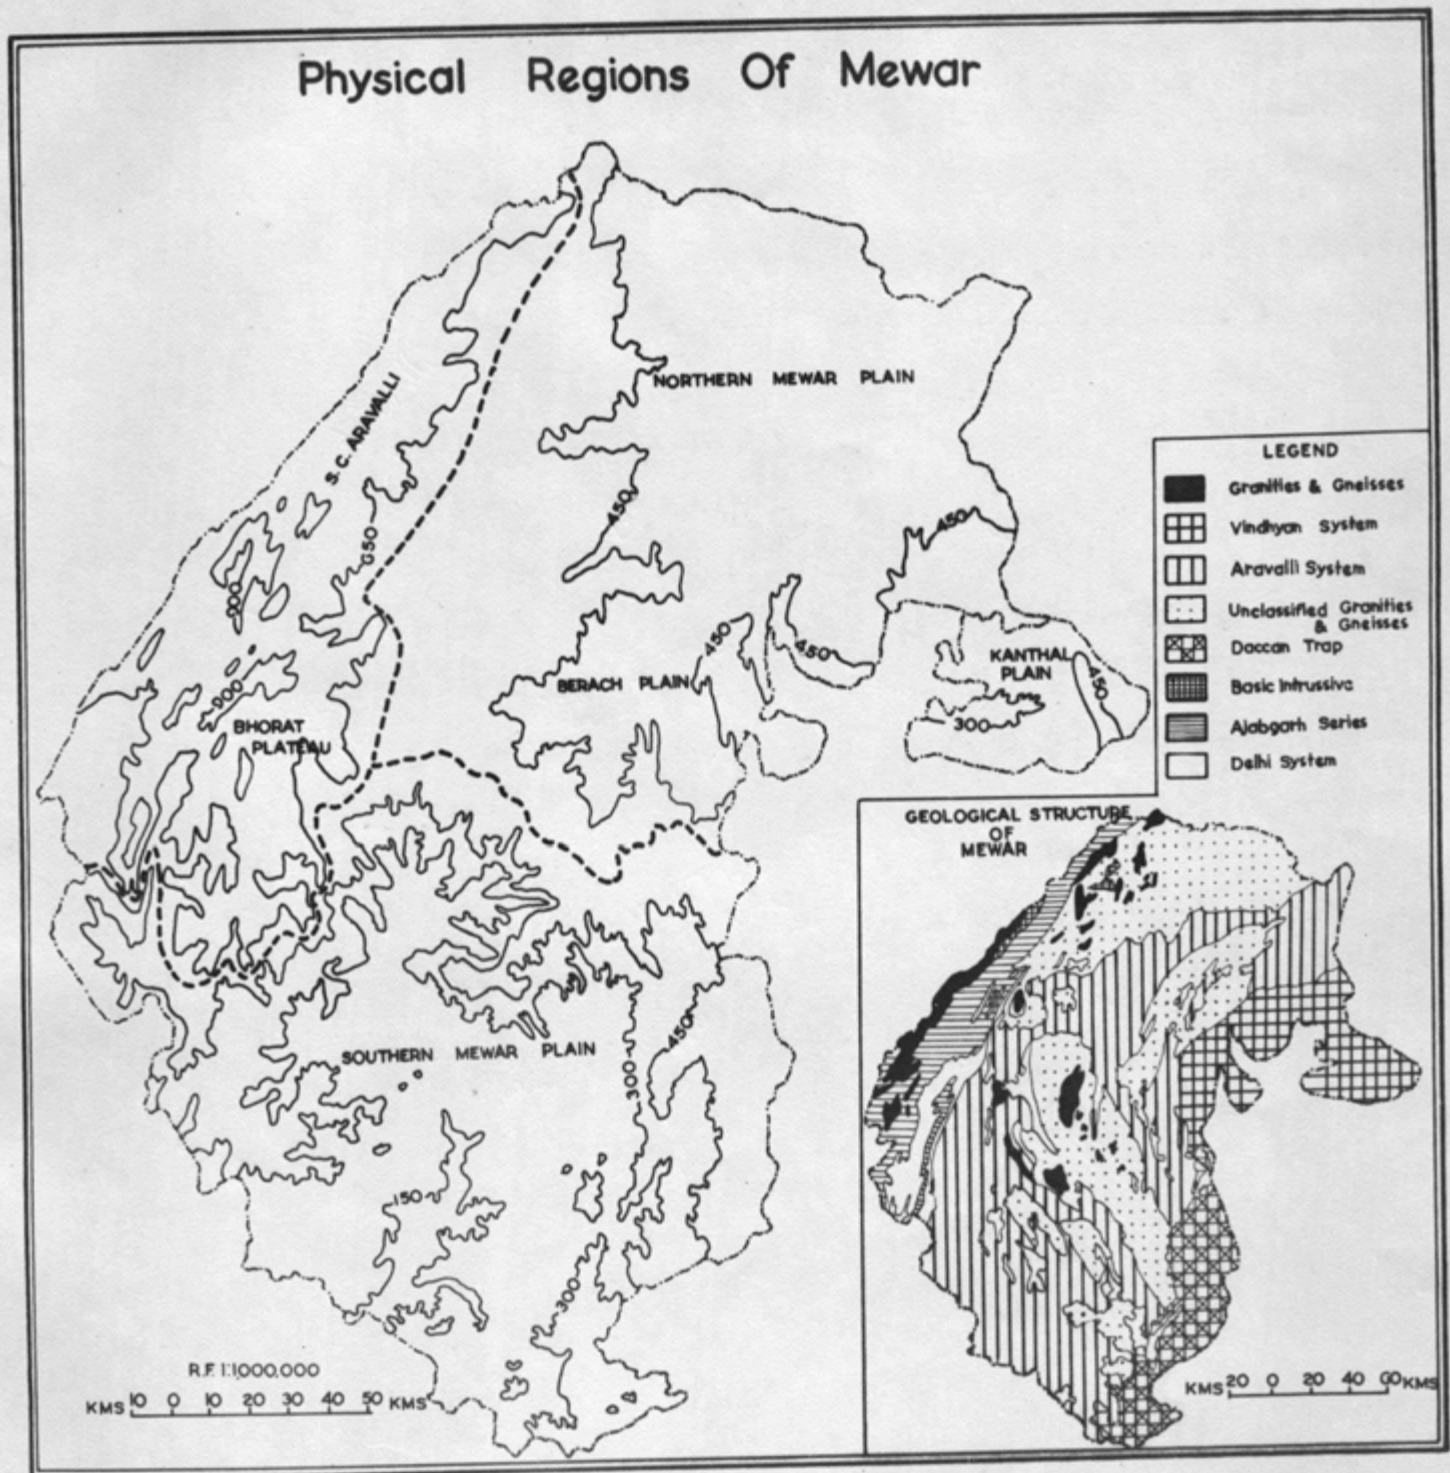 Physical Regions Of Mewar
NORTHERN MEWAR PLAIN
S.C. ARAVALLI
450
450
650
900
450
450
KANTHAL
PLAIN
450
BERACH PLAIN
900
BHORAT
PLATEAU
300
SOUTHERN MEWAR PLAIN
450
300
150
300
R.F. 1:1000,000
KMS 10 0 10 20 30 40 50 KMS
LEGEND
Granities & Gneisses
Vindhyan System
Aravalli System
Unclassified Granities
& Gneisses
Daccan Trap
Basic Intrussive
Ajabgarh Series
Delhi System
GEOLOGICAL STRUCTURE
OF
MEWAR
KMS 20 0 20 40 60 KMS